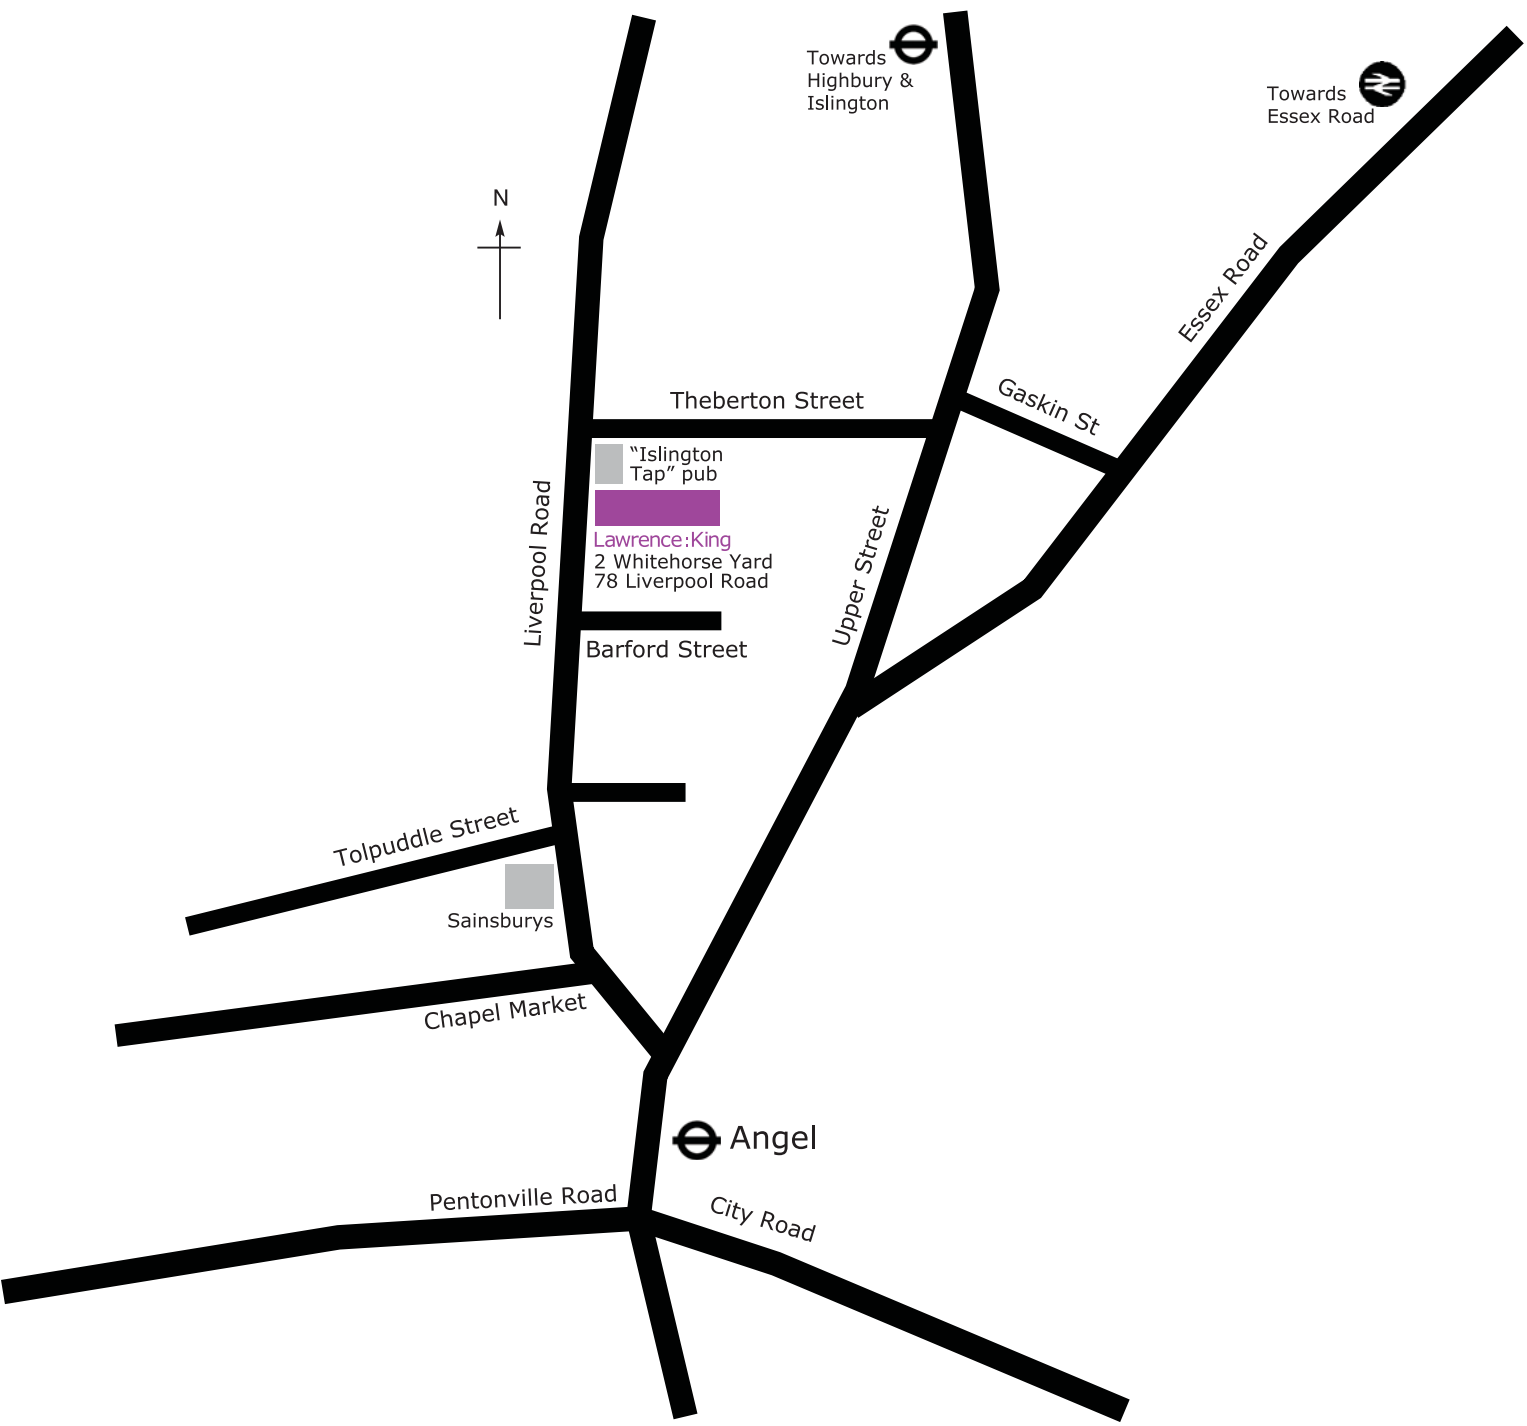 Towards
Highbury &
Islington
Towards
Essex Road
N
Essex Road
Theberton Street
Gaskin St
“Islington
Tap” pub
Liverpool Road
Lawrence:King
2 Whitehorse Yard
78 Liverpool Road
Upper Street
Barford Street
Tolpuddle Street
Sainsburys
Chapel Market
Angel
Pentonville Road
City Road